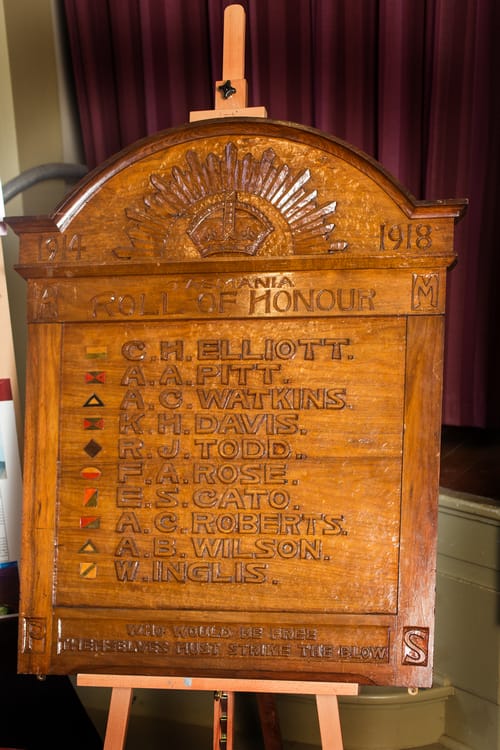 1914 1918
TASMANIA
A ROLL OF HONOUR M
C.H.ELLIOTT.
A.A.PITT.
A.C.WATKINS.
K.H.DAVIS.
R.J.TODD.
F.A.ROSE.
E.S.CATO.
A.C.ROBERTS.
A.B.WILSON.
W.INGLIS.
WHO WOULD BE FREE
THEMSELVES MUST STRIKE THE BLOW
P S